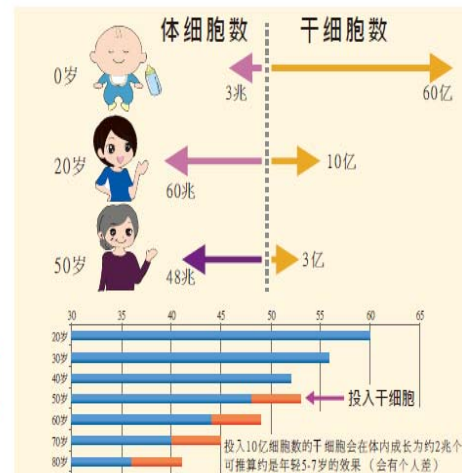 体细胞数 干细胞数
0岁
3兆 60亿
20岁
60兆 10亿
50岁
48兆 3亿
30 35 40 45 50 55 60 65
20岁
30岁
40岁
50岁 投入干细胞
60岁
70岁 投入10亿细胞数的干细胞会在体内成长为约2兆个
80岁 可推算约是年轻5-7岁的效果（会有个人差）